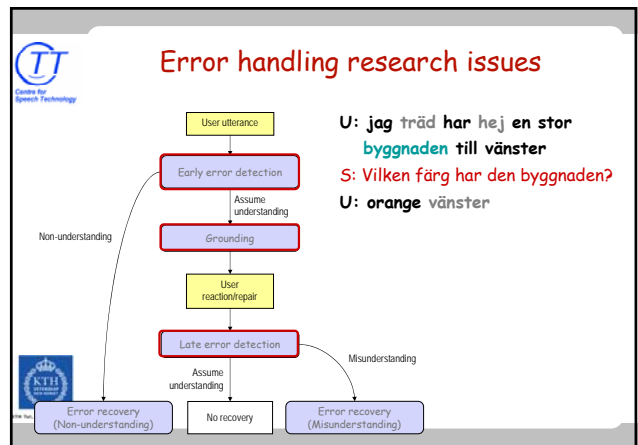 Error handling research issues
CTT
Centre for
Speech Technology
User utterance
Early error detection
Assume
understanding
Non-understanding
Grounding
User
reaction/repair
Late error detection
Misunderstanding
Assume
understanding
Error recovery
(Non-understanding)
No recovery
Error recovery
(Misunderstanding)
U: jag träd har hej en stor
byggnaden till vänster
S: Vilken färg har den byggnaden?
U: orange vänster
KTH